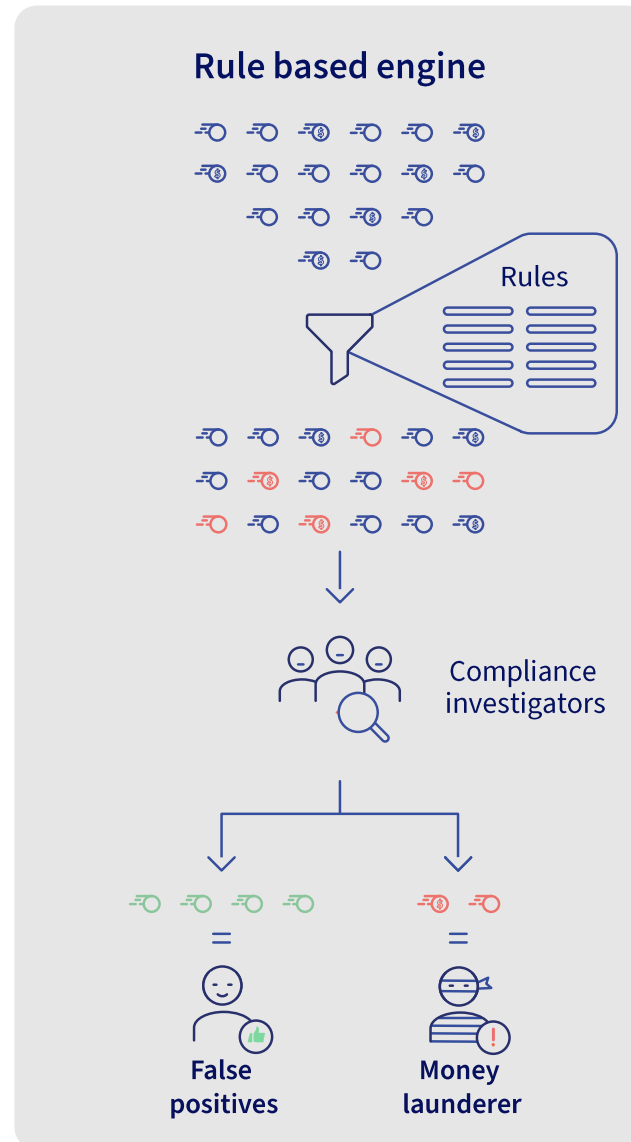 Rule based engine
Rules
Compliance
investigators
False
positives
Money
launderer